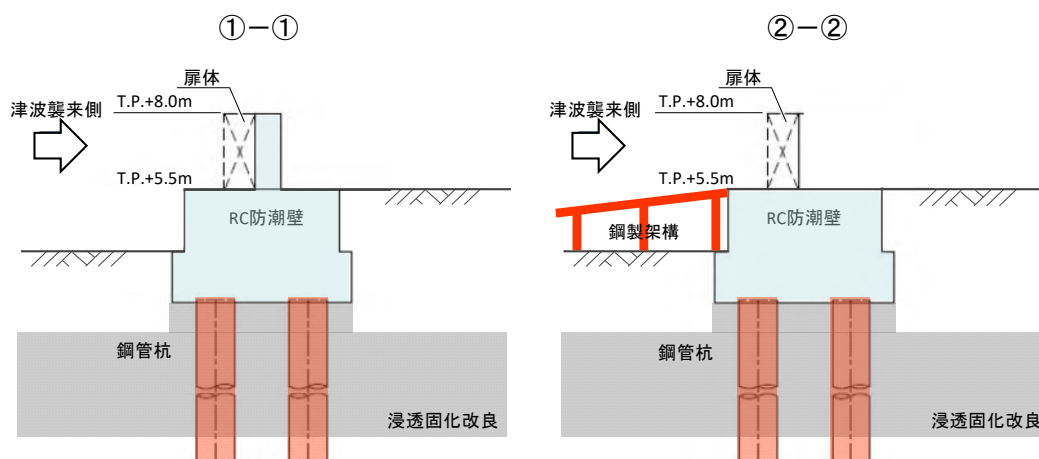 ①－①
扉体
T.P.+8.0m
津波襲来側
T.P.+5.5m
RC防潮壁
鋼管杭
浸透固化改良
②－②
扉体
T.P.+8.0m
津波襲来側
T.P.+5.5m
RC防潮壁
鋼製架構
鋼管杭
浸透固化改良